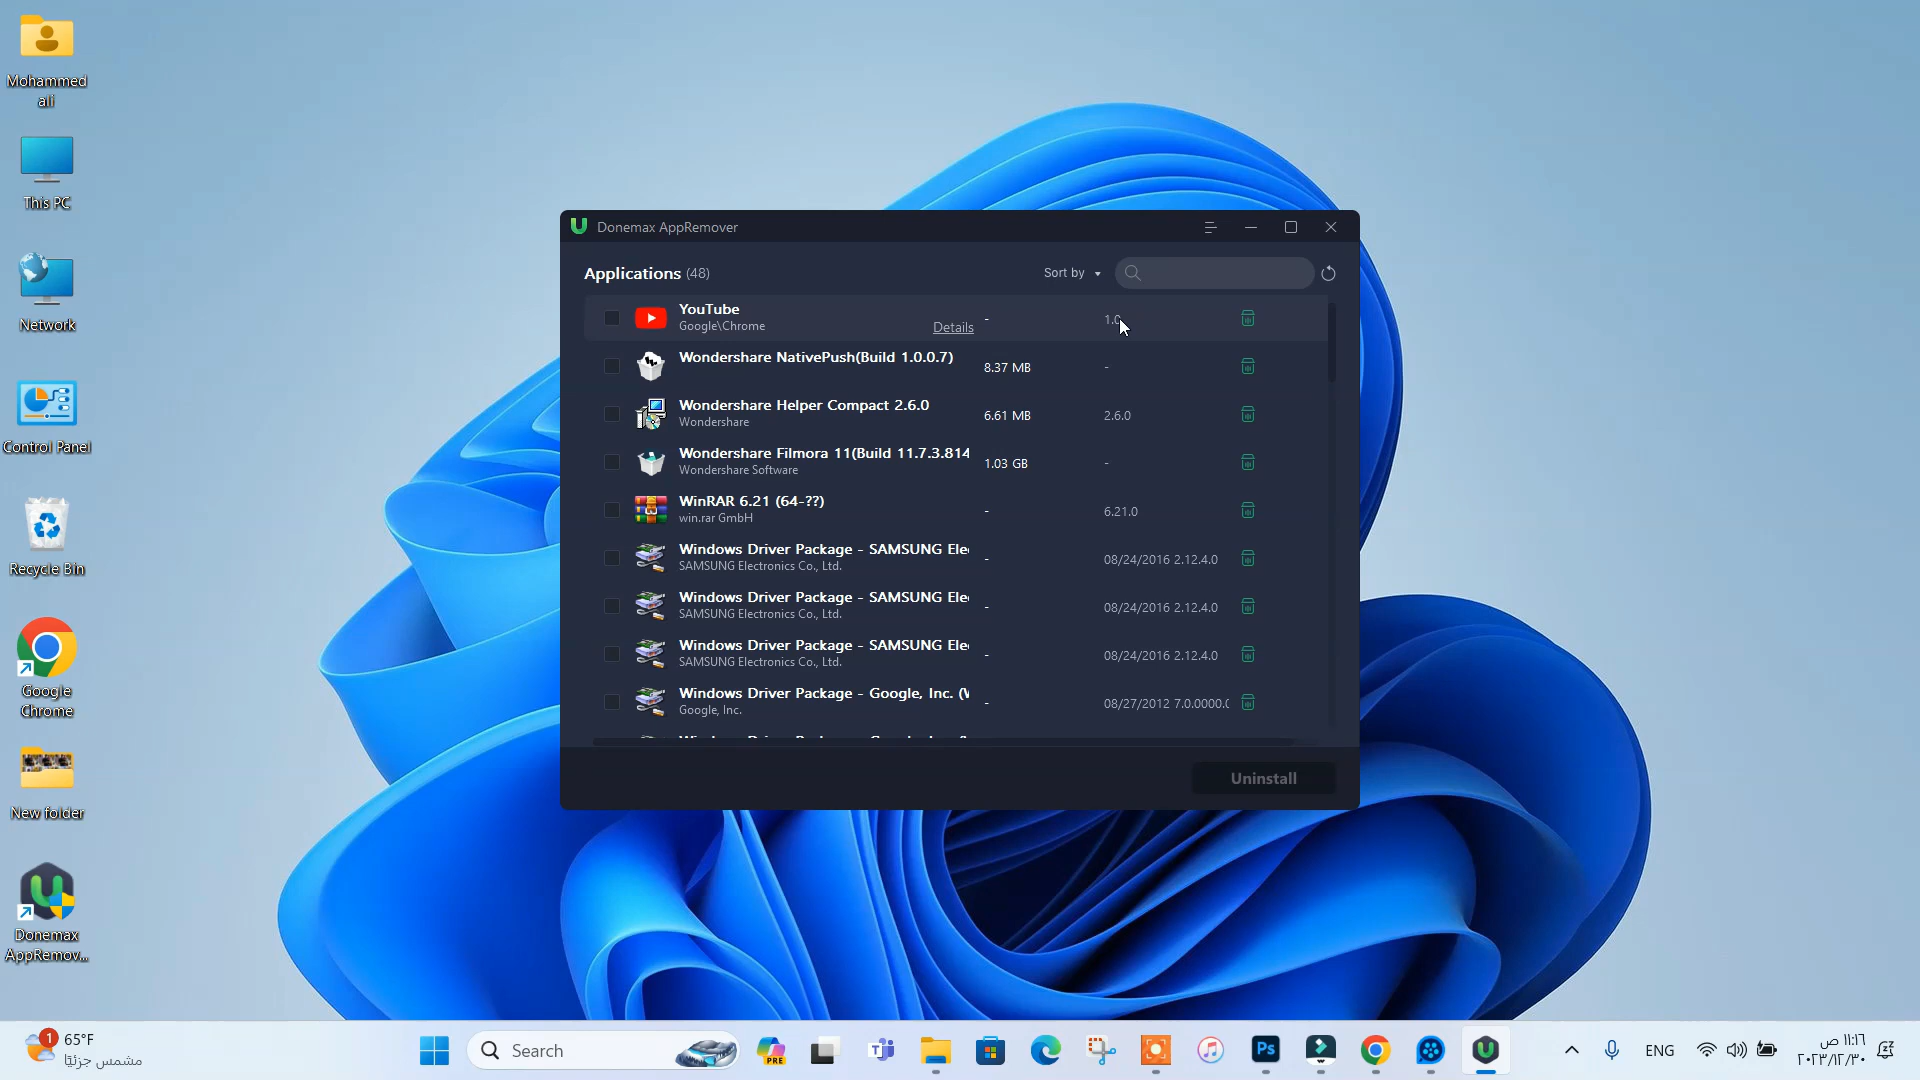 Mohammed
ali
This PC
Network
Control Panel
Recycle Bin
Google
Chrome
New folder
Donemax
AppRemov...
Donemax AppRemover
Applications (48)
Sort by
YouTube
Google\Chrome
Details
-
1.0
Wondershare NativePush(Build 1.0.0.7)
8.37 MB
-
Wondershare Helper Compact 2.6.0
Wondershare
6.61 MB
2.6.0
Wondershare Filmora 11(Build 11.7.3.814
Wondershare Software
1.03 GB
-
WinRAR 6.21 (64-??)
win.rar GmbH
-
6.21.0
Windows Driver Package - SAMSUNG Ele
SAMSUNG Electronics Co., Ltd.
-
08/24/2016 2.12.4.0
Windows Driver Package - SAMSUNG Ele
SAMSUNG Electronics Co., Ltd.
-
08/24/2016 2.12.4.0
Windows Driver Package - SAMSUNG Ele
SAMSUNG Electronics Co., Ltd.
-
08/24/2016 2.12.4.0
Windows Driver Package - Google, Inc. (W
Google, Inc.
-
08/27/2012 7.0.0000.0
Uninstall
1
65°F
مشمس جزئيًا
Search
PRE
Ps
ENG
١١:١٦ ص
٢٠٢٣/١٢/٣٠